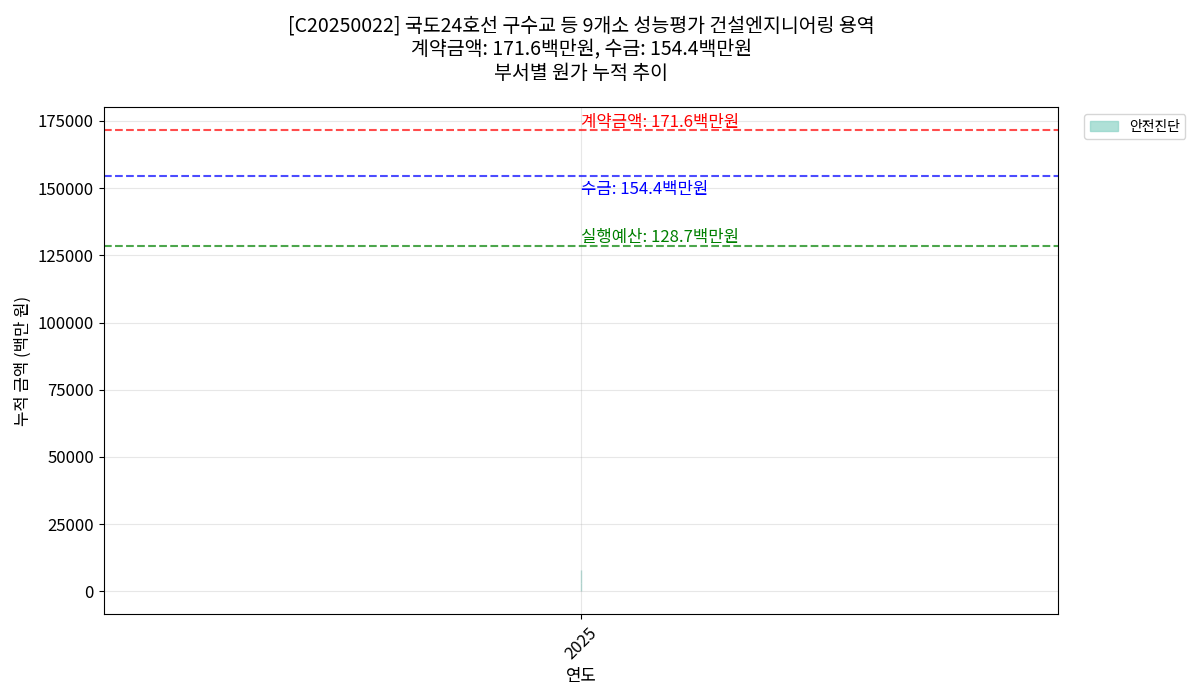 [C20250022] 국도24호선 구수교 등 9개소 성능평가 건설엔지니어링 용역
계약금액: 171.6백만원, 수금: 154.4백만원
부서별 원가 누적 추이
175000
150000
125000
100000
75000
50000
25000
0
누적 금액 (백만 원)
계약금액: 171.6백만원
수금: 154.4백만원
실행예산: 128.7백만원
안전진단
2025
연도